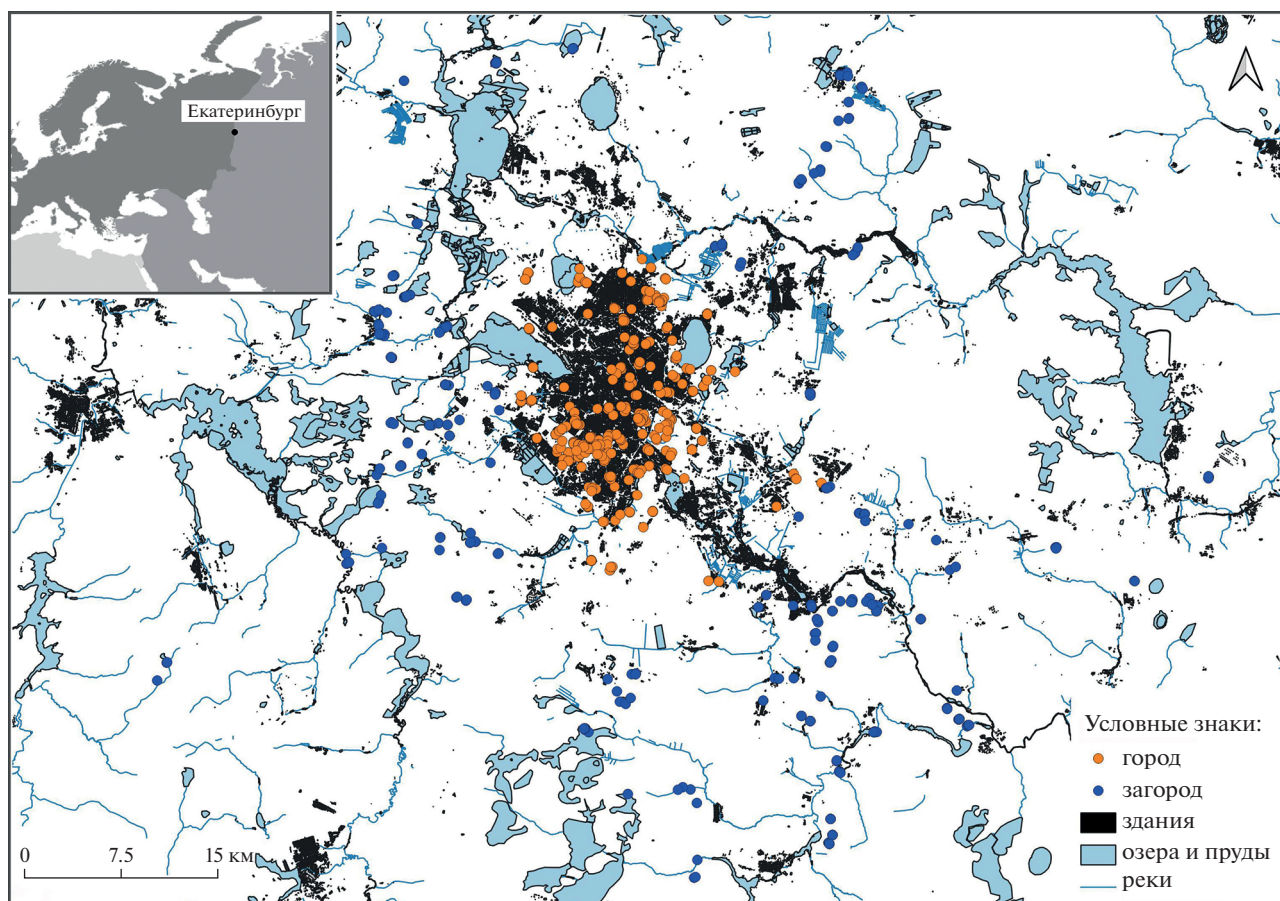 Екатеринбург
Условные знаки:
город
загород
здания
озера и пруды
реки
0 7.5 15 км